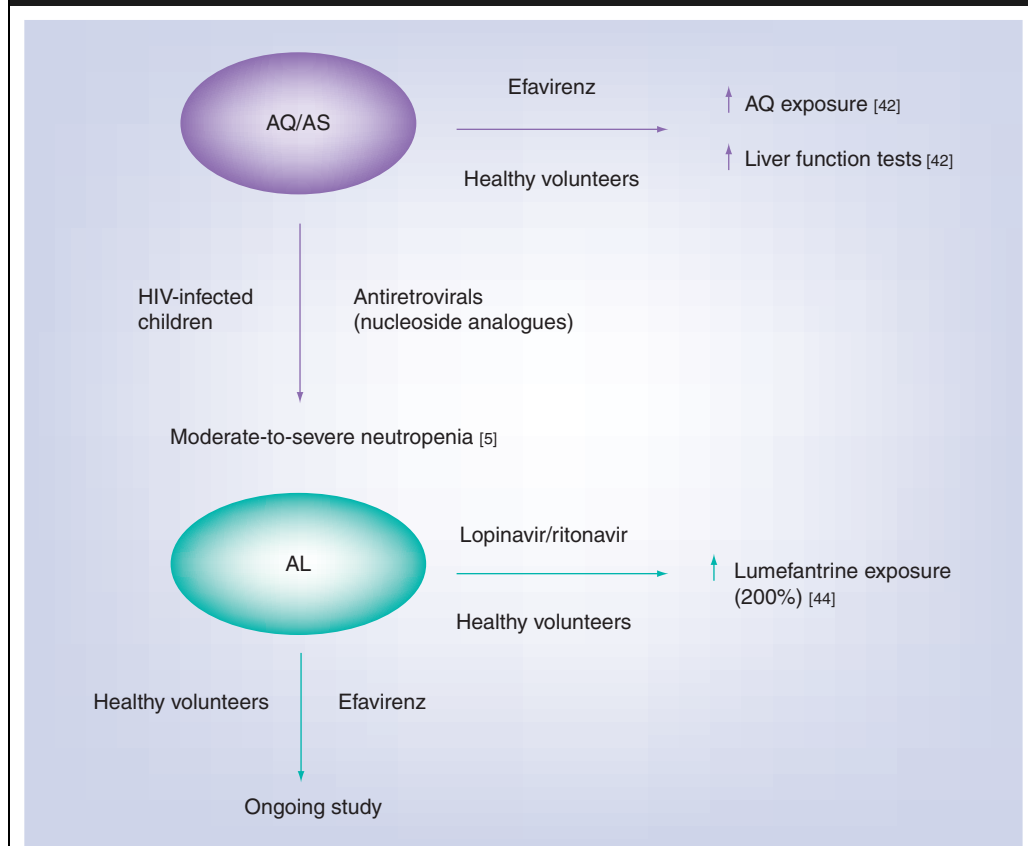 AQ/AS
Efavirenz
Healthy volunteers
↑ AQ exposure [42]
↑ Liver function tests [42]
HIV-infected
children
Antiretrovirals
(nucleoside analogues)
Moderate-to-severe neutropenia [5]
AL
Lopinavir/ritonavir
Healthy volunteers
↑ Lumefantrine exposure
(200%) [44]
Healthy volunteers
Efavirenz
Ongoing study